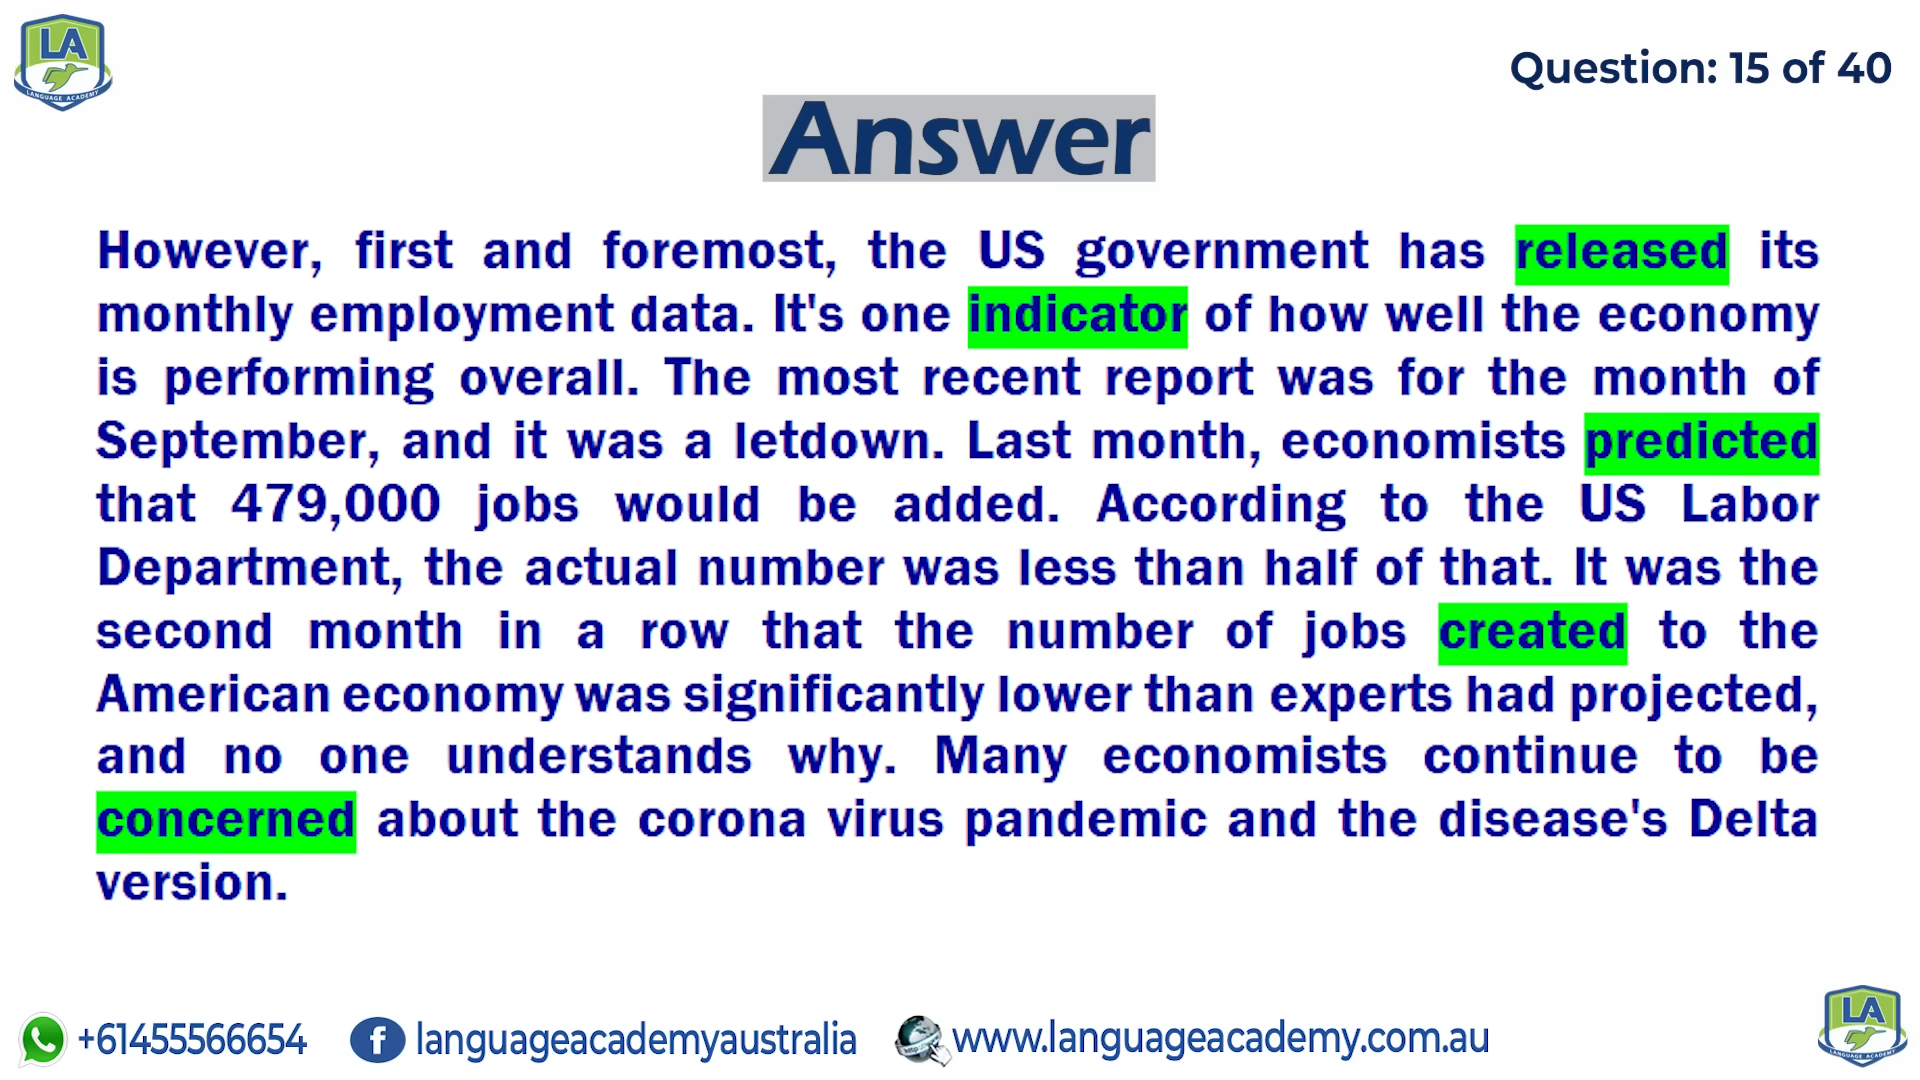 LA
LANGUAGE ACADEMY
Question: 15 of 40
Answer
However, first and foremost, the US government has released its
monthly employment data. It's one indicator of how well the economy
is performing overall. The most recent report was for the month of
September, and it was a letdown. Last month, economists predicted
that 479,000 jobs would be added. According to the US Labor
Department, the actual number was less than half of that. It was the
second month in a row that the number of jobs created to the
American economy was significantly lower than experts had projected,
and no one understands why. Many economists continue to be
concerned about the corona virus pandemic and the disease's Delta
version.
+61455566654
f languageacademyaustralia
www.languageacademy.com.au
LA
LANGUAGE ACADEMY